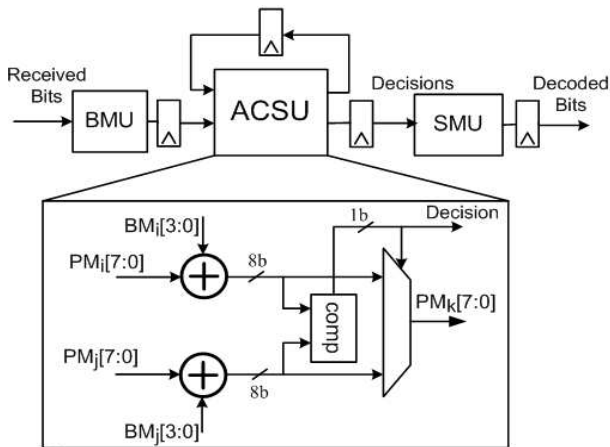 Received
Bits
BMU
ACSU
Decisions
SMU
Decoded
Bits
BMi[3:0]
PMi[7:0]
8b
1b
Decision
comp
PMk[7:0]
PMj[7:0]
8b
BMj[3:0]